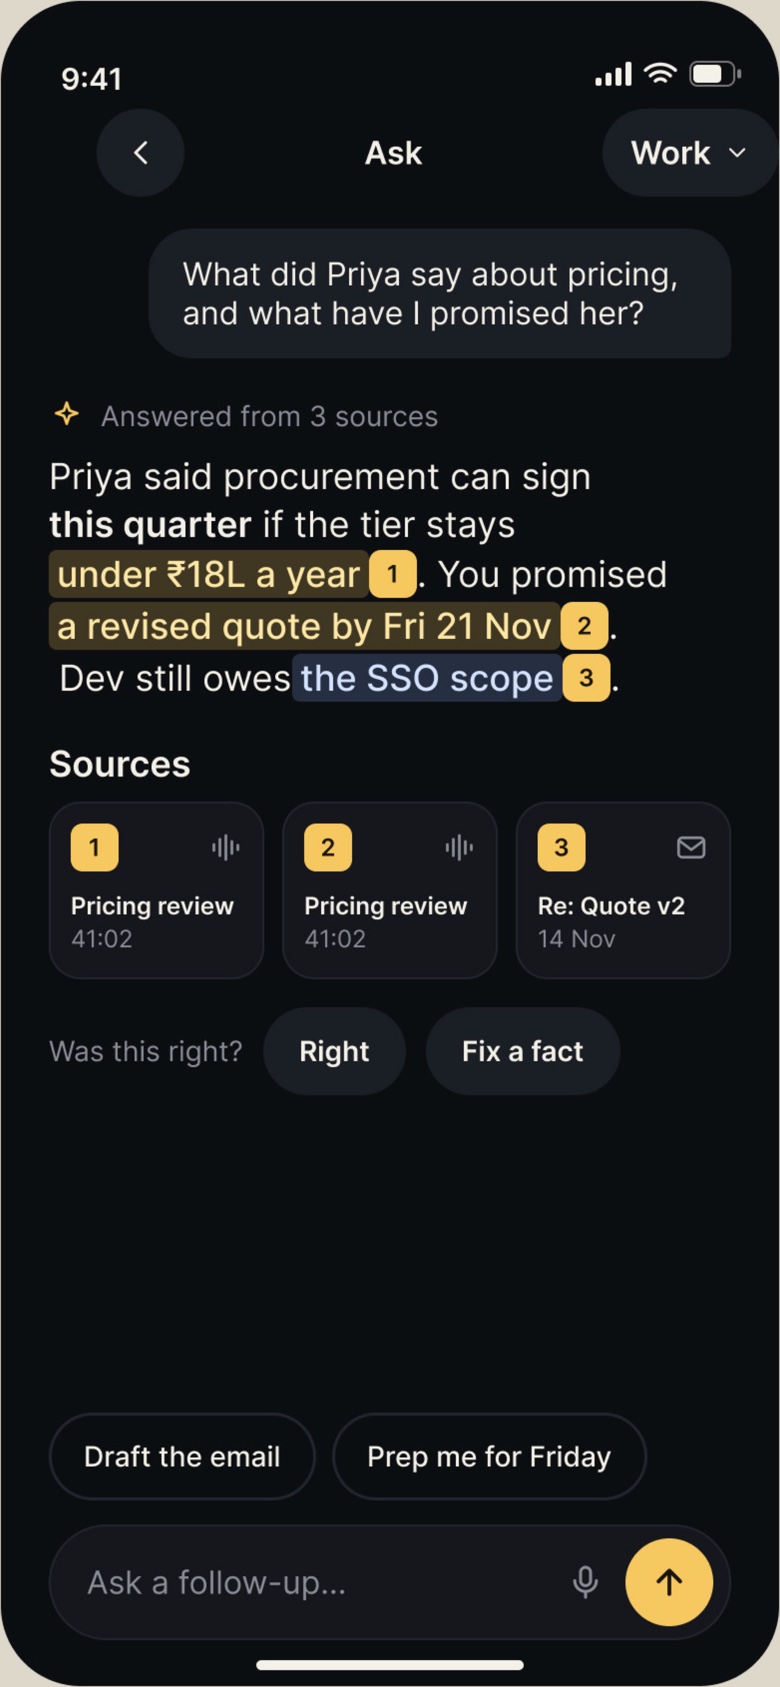 9:41
Ask
Work
What did Priya say about pricing,
and what have I promised her?
Answered from 3 sources
Priya said procurement can sign
this quarter if the tier stays
under ₹18L a year 1. You promised
a revised quote by Fri 21 Nov 2.
Dev still owes the SSO scope 3.
Sources
1
Pricing review
41:02
2
Pricing review
41:02
3
Re: Quote v2
14 Nov
Was this right?
Right
Fix a fact
Draft the email
Prep me for Friday
Ask a follow-up...